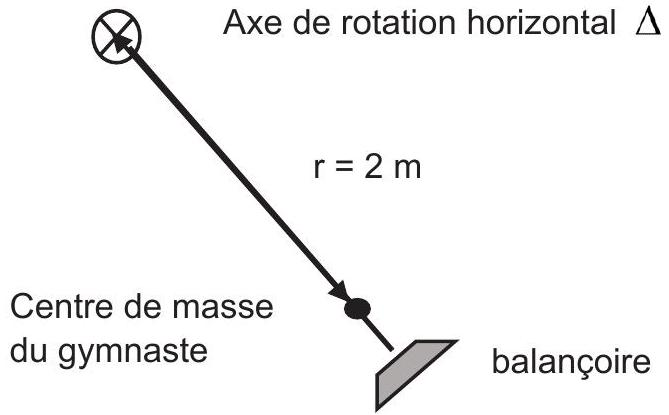 Axe de rotation horizontal Δ
r = 2 m
Centre de masse
du gymnaste
balançoire